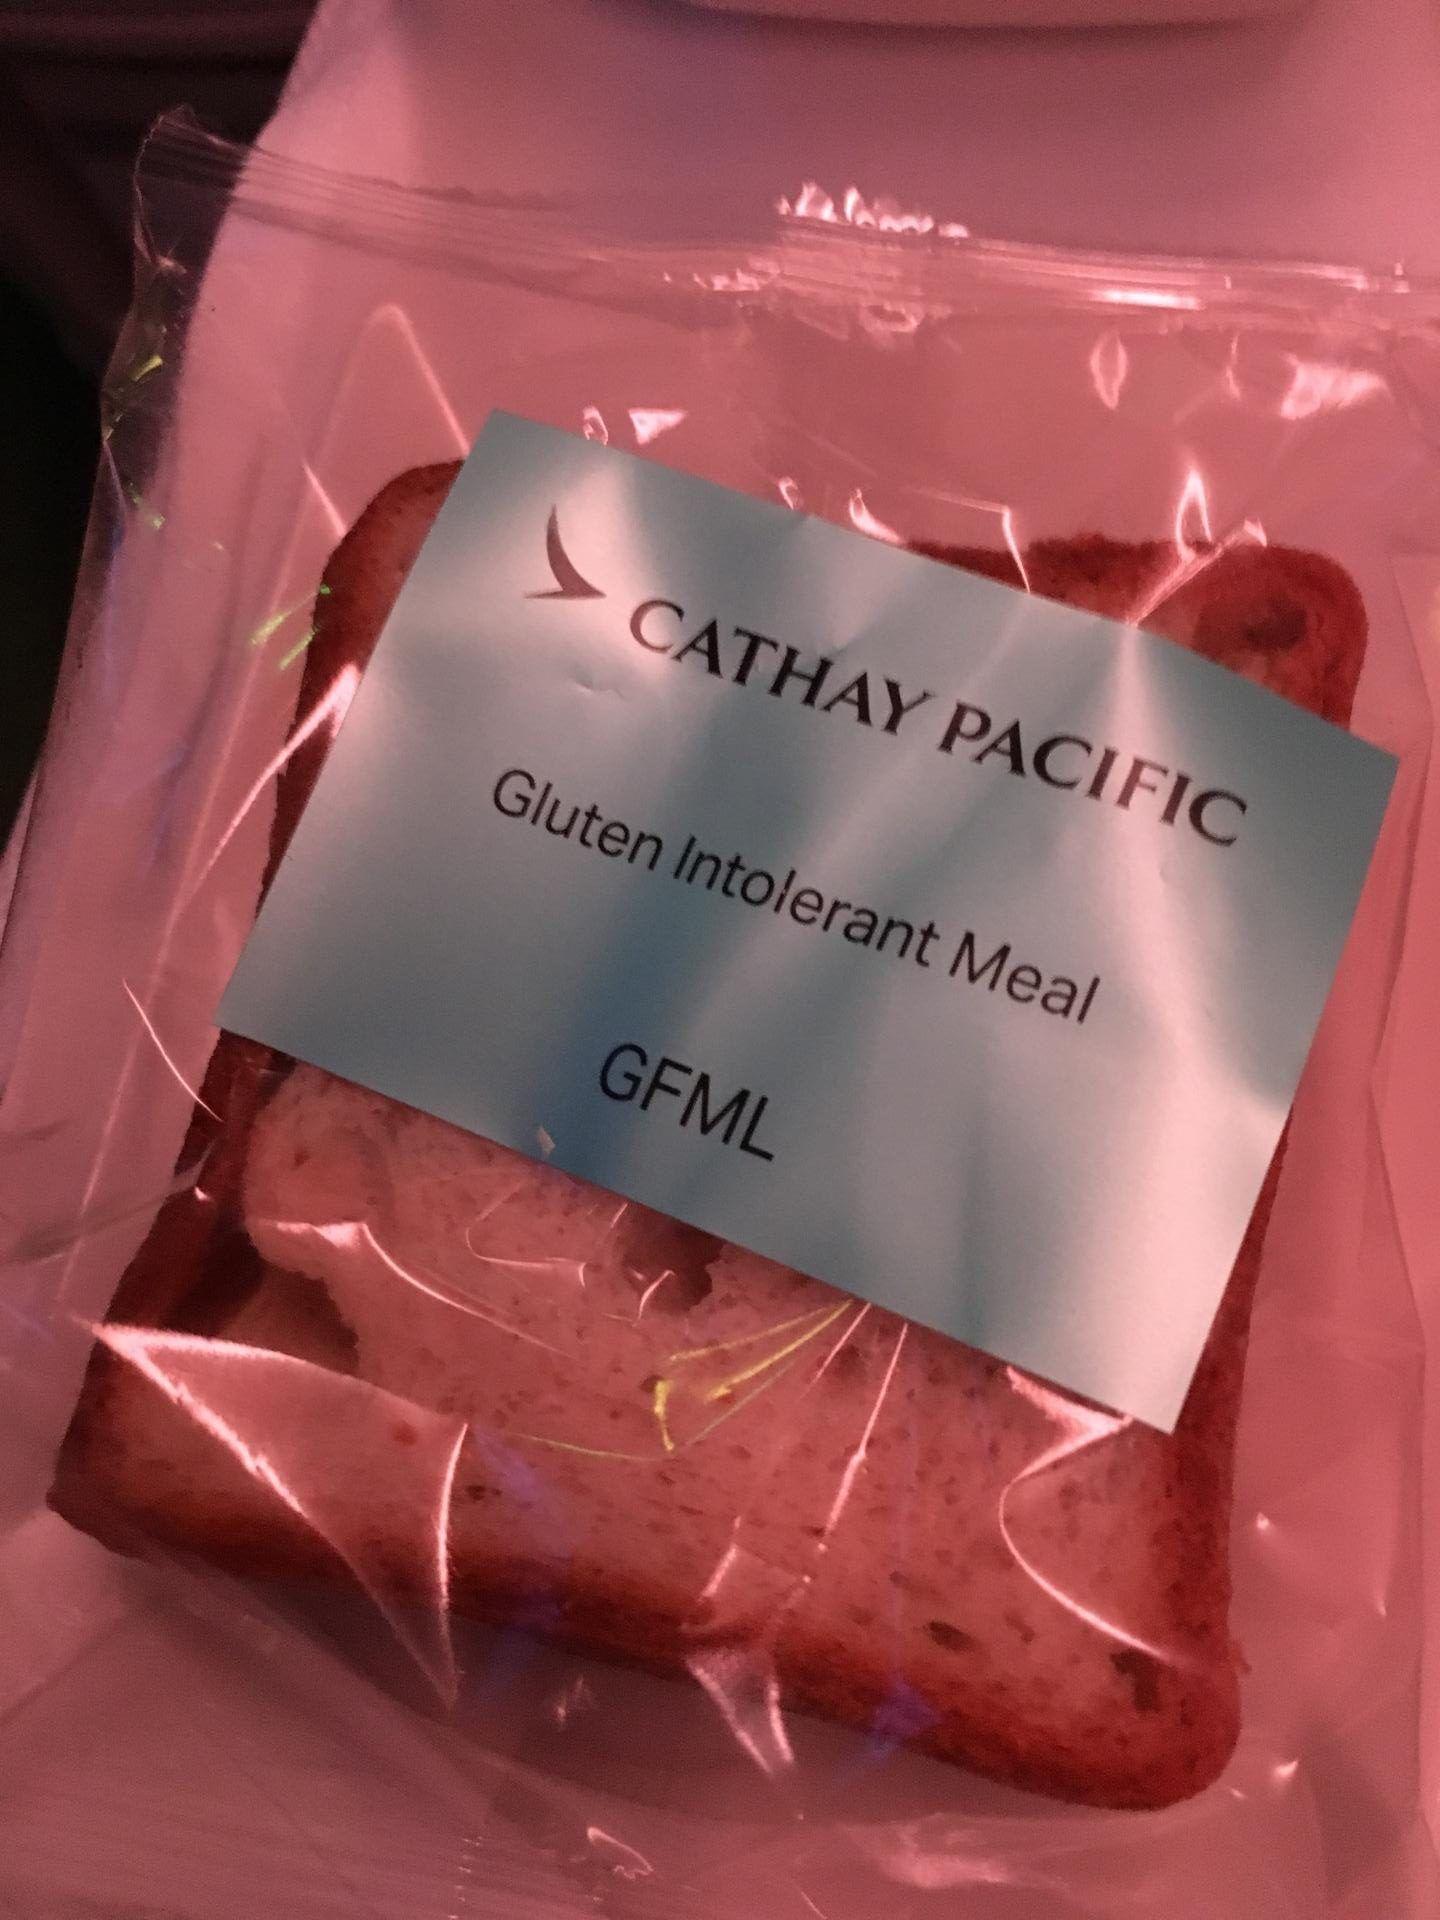 CATHAY PACIFIC
Gluten Intolerant Meal
GFML